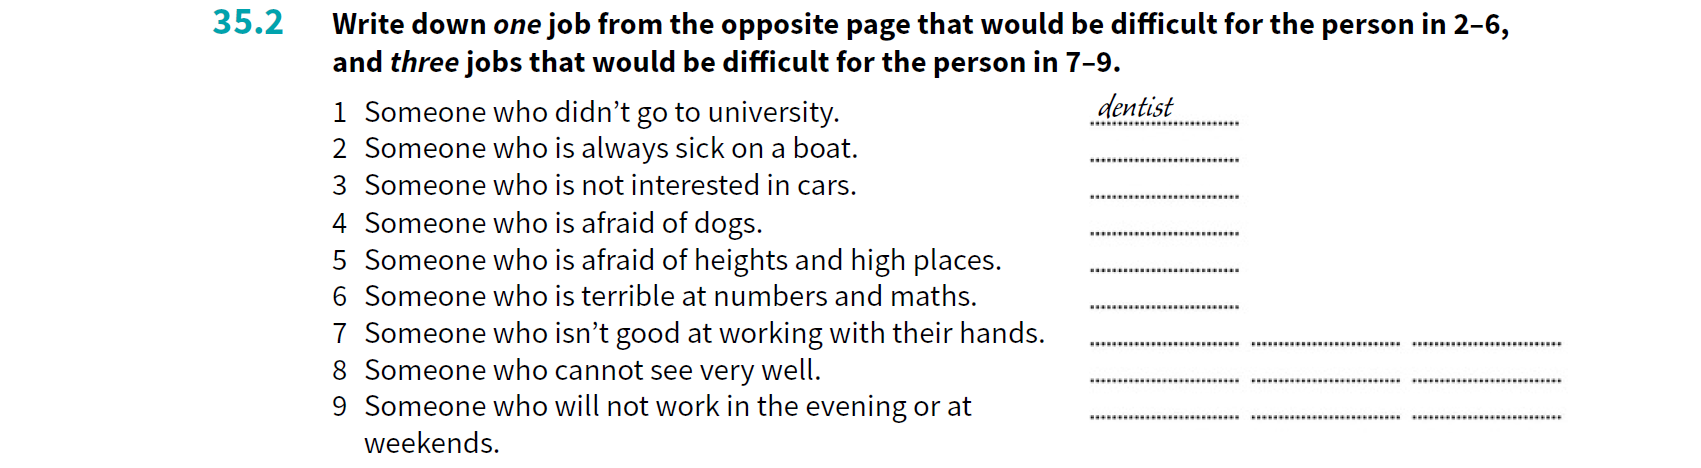 35.2 Write down one job from the opposite page that would be difficult for the person in 2–6,
and three jobs that would be difficult for the person in 7–9.
1 Someone who didn't go to university. dentist
2 Someone who is always sick on a boat.
3 Someone who is not interested in cars.
4 Someone who is afraid of dogs.
5 Someone who is afraid of heights and high places.
6 Someone who is terrible at numbers and maths.
7 Someone who isn't good at working with their hands.
8 Someone who cannot see very well.
9 Someone who will not work in the evening or at
weekends.